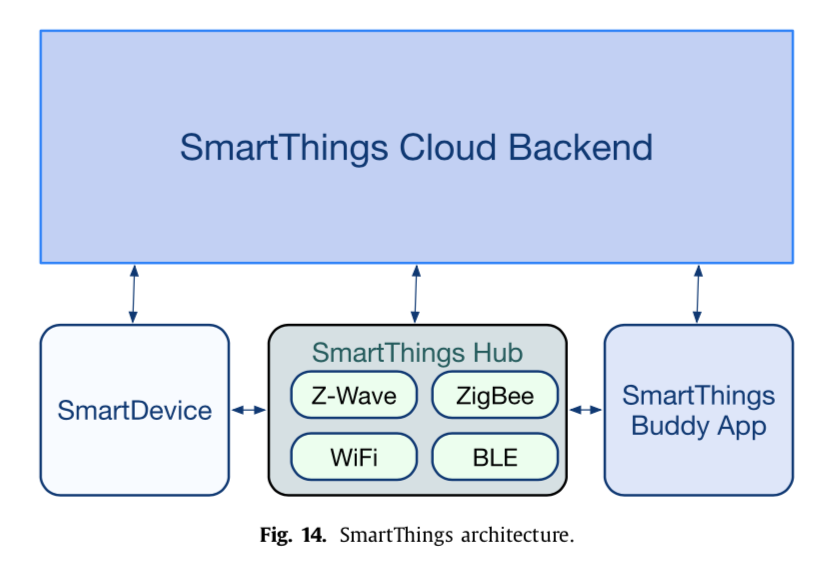 SmartThings Cloud Backend
SmartThings Hub
SmartDevice
Z-Wave
ZigBee
WiFi
BLE
SmartThings
Buddy App
Fig. 14. SmartThings architecture.